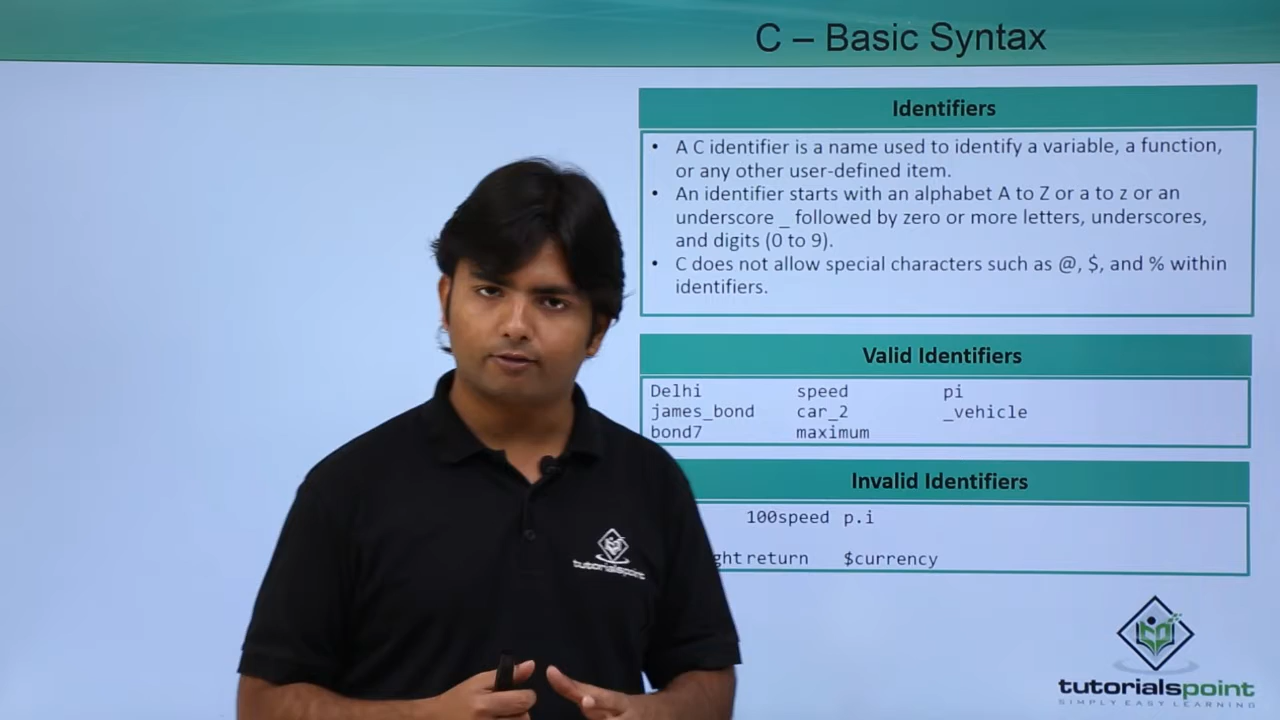 C – Basic Syntax
Identifiers
• A C identifier is a name used to identify a variable, a function,
or any other user-defined item.
• An identifier starts with an alphabet A to Z or a to z or an
underscore _ followed by zero or more letters, underscores,
and digits (0 to 9).
• C does not allow special characters such as @, $, and % within
identifiers.
Valid Identifiers
Delhi speed pi
james_bond car_2 _vehicle
bond7 maximum
Invalid Identifiers
100speed p.i
return $currency
tutorialspoint
tutorialspoint
SIMPLY EASY LEARNING